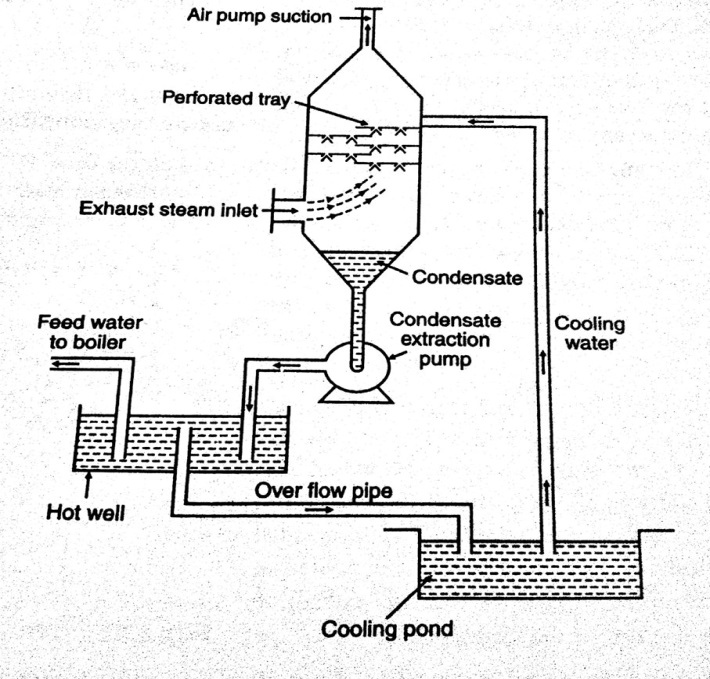 Air pump suction
Perforated tray
Exhaust steam inlet
Condensate
Feed water
to boiler
Condensate
extraction
pump
Cooling
water
Hot well
Over flow pipe
Cooling pond